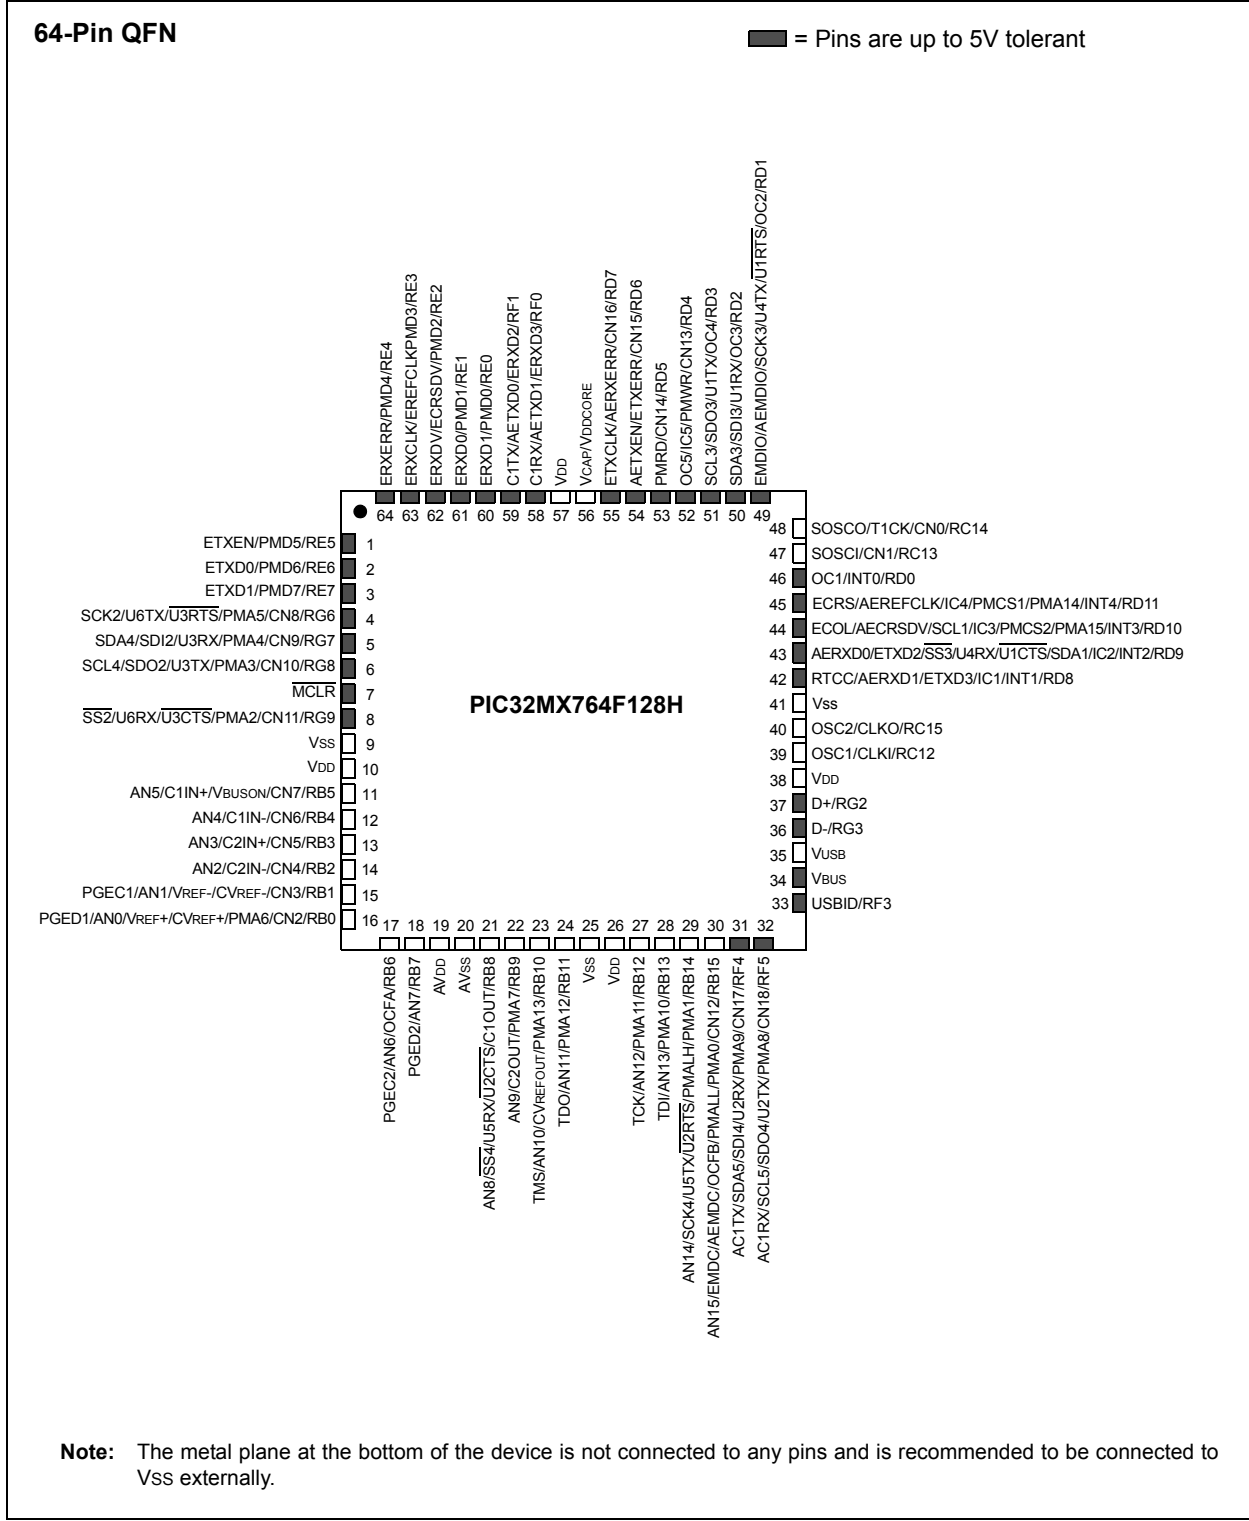 64-Pin QFN
= Pins are up to 5V tolerant
ERXERR/PMD4/RE4
ERXCLK/EREFCLKPMD3/RE3
ERXDV/ECRSDV/PMD2/RE2
ERXD0/PMD1/RE1
ERXD1/PMD0/RE0
C1TX/AETXD0/ERXD2/RF1
C1RX/AETXD1/ERXD3/RF0
VDD
VCAP/VDDCORE
ETXCLK/AERXERR/CN16/RD7
AETXEN/ETXERR/CN15/RD6
PMRD/CN14/RD5
OC5/IC5/PMWR/CN13/RD4
SCL3/SDO3/U1TX/OC4/RD3
SDA3/SDI3/U1RX/OC3/RD2
EMDIO/AEMDIO/SCK3/U4TX/U1RTS/OC2/RD1
64 63 62 61 60 59 58 57 56 55 54 53 52 51 50 49
ETXEN/PMD5/RE5 1
ETXD0/PMD6/RE6 2
ETXD1/PMD7/RE7 3
SCK2/U6TX/U3RTS/PMA5/CN8/RG6 4
SDA4/SDI2/U3RX/PMA4/CN9/RG7 5
SCL4/SDO2/U3TX/PMA3/CN10/RG8 6
MCLR 7
SS2/U6RX/U3CTS/PMA2/CN11/RG9 8
VSS 9
VDD 10
AN5/C1IN+/VBUSON/CN7/RB5 11
AN4/C1IN-/CN6/RB4 12
AN3/C2IN+/CN5/RB3 13
AN2/C2IN-/CN4/RB2 14
PGEC1/AN1/VREF-/CVREF-/CN3/RB1 15
PGED1/AN0/VREF+/CVREF+/PMA6/CN2/RB0 16
PIC32MX764F128H
48 SOSCO/T1CK/CN0/RC14
47 SOSCI/CN1/RC13
46 OC1/INT0/RD0
45 ECRS/AEREFCLK/IC4/PMCS1/PMA14/INT4/RD11
44 ECOL/AECRSDV/SCL1/IC3/PMCS2/PMA15/INT3/RD10
43 AERXD0/ETXD2/SS3/U4RX/U1CTS/SDA1/IC2/INT2/RD9
42 RTCC/AERXD1/ETXD3/IC1/INT1/RD8
41 Vss
40 OSC2/CLKO/RC15
39 OSC1/CLKI/RC12
38 VDD
37 D+/RG2
36 D-/RG3
35 VUSB
34 VBUS
33 USBID/RF3
17 18 19 20 21 22 23 24 25 26 27 28 29 30 31 32
PGEC2/AN6/OCFA/RB6
PGED2/AN7/RB7
AVDD
AVSS
AN8/SS4/U5RX/U2CTS/C1OUT/RB8
AN9/C2OUT/PMA7/RB9
TMS/AN10/CVREFOUT/PMA13/RB10
TDO/AN11/PMA12/RB11
VSS
VDD
TCK/AN12/PMA11/RB12
TDI/AN13/PMA10/RB13
AN14/SCK4/U5TX/U2RTS/PMALH/PMA1/RB14
AN15/EMDC/AEMDC/OCFB/PMALL/PMA0/CN12/RB15
AC1TX/SDA5/SDI4/U2RX/PMA9/CN17/RF4
AC1RX/SCL5/SDO4/U2TX/PMA8/CN18/RF5
Note: The metal plane at the bottom of the device is not connected to any pins and is recommended to be connected to
VSS externally.